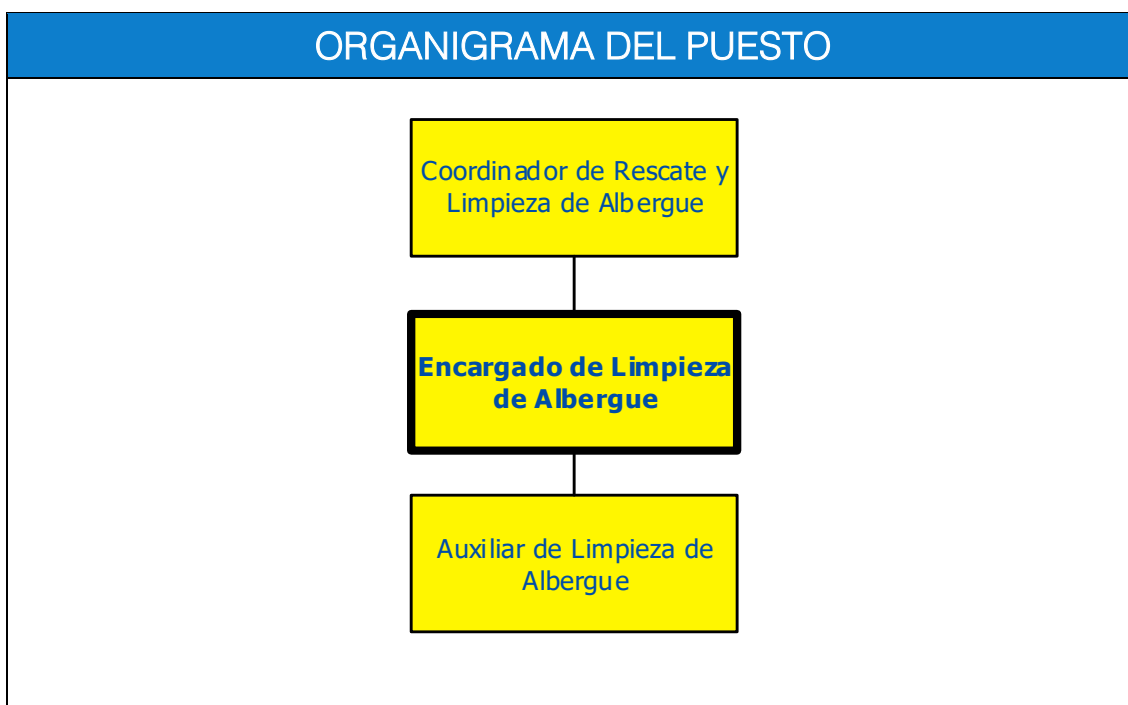 ORGANIGRAMA DEL PUESTO
Coordinador de Rescate y
Limpieza de Albergue
Encargado de Limpieza
de Albergue
Auxiliar de Limpieza de
Albergue